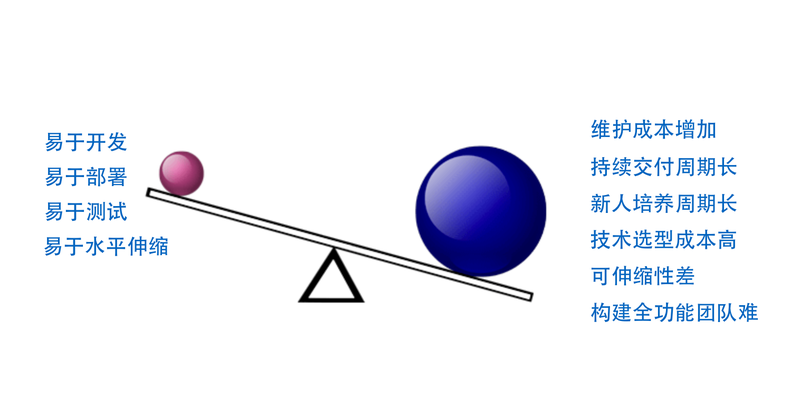 易于开发
易于部署
易于测试
易于水平伸缩
维护成本增加
持续交付周期长
新人培养周期长
技术选型成本高
可伸缩性差
构建全功能团队难